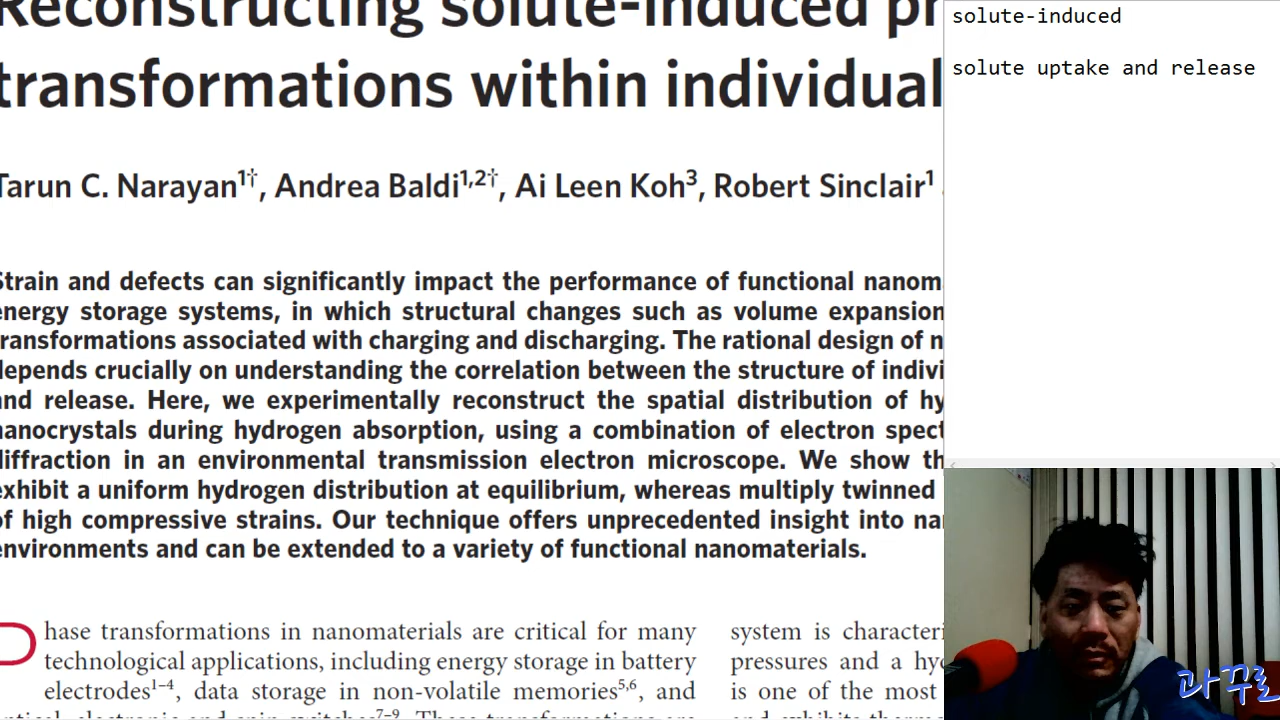 Reconstructing solute-induced
transformations within individual
Tarun C. Narayan1†, Andrea Baldi1,2†, Ai Leen Koh3, Robert Sinclair1
Strain and defects can significantly impact the performance of functional nanom
energy storage systems, in which structural changes such as volume expansion
transformations associated with charging and discharging. The rational design of n
depends crucially on understanding the correlation between the structure of indivi
and release. Here, we experimentally reconstruct the spatial distribution of hy
nanocrystals during hydrogen absorption, using a combination of electron spect
diffraction in an environmental transmission electron microscope. We show th
exhibit a uniform hydrogen distribution at equilibrium, whereas multiply twinned
of high compressive strains. Our technique offers unprecedented insight into na
environments and can be extended to a variety of functional nanomaterials.
hase transformations in nanomaterials are critical for many
technological applications, including energy storage in battery
electrodes1–4, data storage in non-volatile memories5,6, and
system is characteri
pressures and a hyd
is one of the most
solute-induced
solute uptake and release
과꾸로